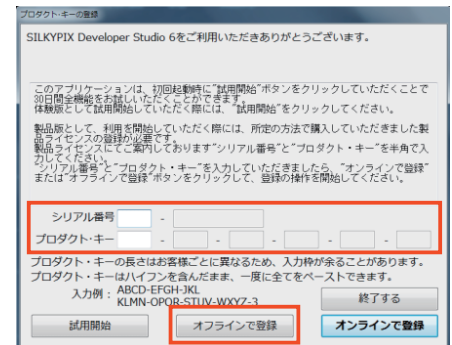 プロダクト・キーの登録
SILKYPIX Developer Studio 6をご利用いただきありがとうございます。
このアプリケーションは、初回起動時に"試用開始"ボタンをクリックしていただくことで
30日間全機能をお試しいただくことができます。
体験版として試用開始していただく際には、"試用開始"をクリックしてください。
製品版として、利用を開始していただく際には、所定の方法で購入していただきました製
品ライセンスの登録が必要です。
製品ライセンスにてご案内しております"シリアル番号"と"プロダクト・キー"を半角で入
力してください。
"シリアル番号"と"プロダクト・キー"を入力していただきましたら、"オンラインで登録"
または"オフラインで登録"ボタンをクリックして、登録の操作を開始してください。
シリアル番号 -
プロダクト・キー - - - - - -
プロダクト・キーの長さはお客様ごとに異なるため、入力枠が余ることがあります。
プロダクト・キーはハイフンを含んだまま、一度に全てをペーストできます。
入力例： ABCD-EFGH-IJKL
KLMN-OPQR-STUV-WXYZ-3
終了する
試用開始 オフラインで登録 オンラインで登録